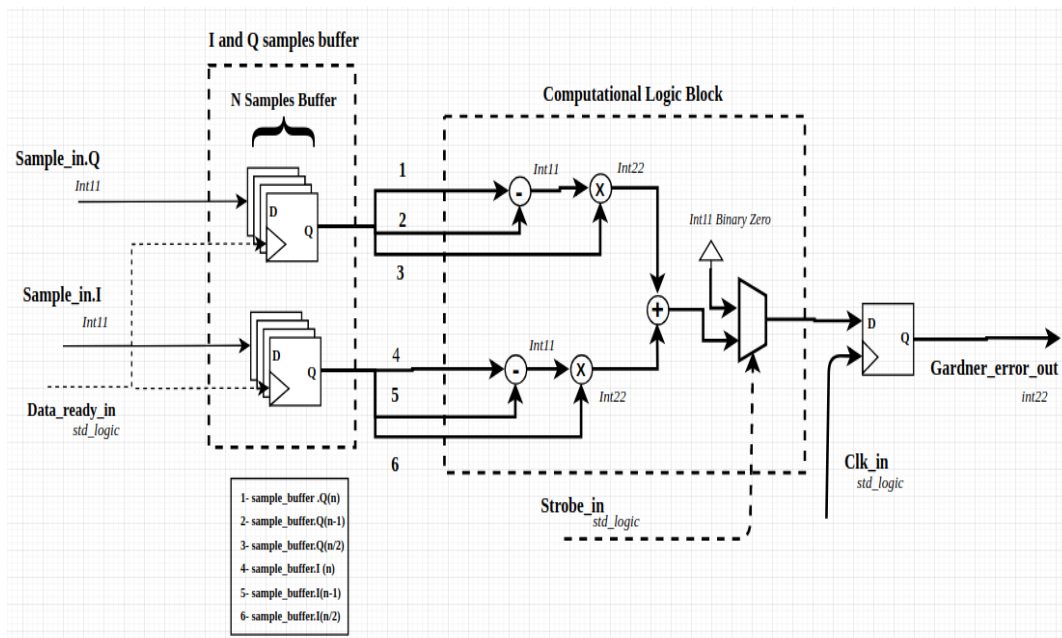 I and Q samples buffer
N Samples Buffer
Computational Logic Block
Sample_in.Q
Int11
D
Q
1
2
3
-
Int11
X
Int22
Int11 Binary Zero
Sample_in.I
Int11
D
Q
4
5
6
-
Int11
X
Int22
+
D
Q
Gardner_error_out
int22
Data_ready_in
std_logic
Clk_in
std_logic
Strobe_in
std_logic
1- sample_buffer .Q(n)
2- sample_buffer.Q(n-1)
3- sample_buffer.Q(n/2)
4- sample_buffer.I (n)
5- sample_buffer.I(n-1)
6- sample_buffer.I(n/2)